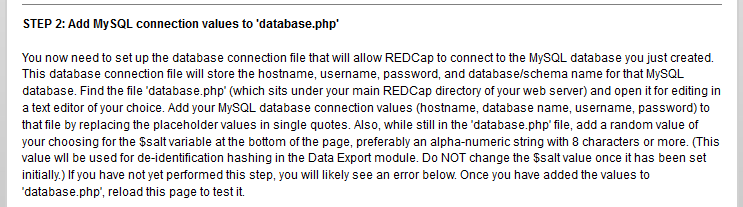 STEP 2: Add MySQL connection values to 'database.php'
You now need to set up the database connection file that will allow REDCap to connect to the MySQL database you just created.
This database connection file will store the hostname, username, password, and database/schema name for that MySQL
database. Find the file 'database.php' (which sits under your main REDCap directory of your web server) and open it for editing in
a text editor of your choice. Add your MySQL database connection values (hostname, database name, username, password) to
that file by replacing the placeholder values in single quotes. Also, while still in the 'database.php' file, add a random value of
your choosing for the $salt variable at the bottom of the page, preferably an alpha-numeric string with 8 characters or more. (This
value wll be used for de-identification hashing in the Data Export module. Do NOT change the $salt value once it has been set
initially.) If you have not yet performed this step, you will likely see an error below. Once you have added the values to
'database.php', reload this page to test it.